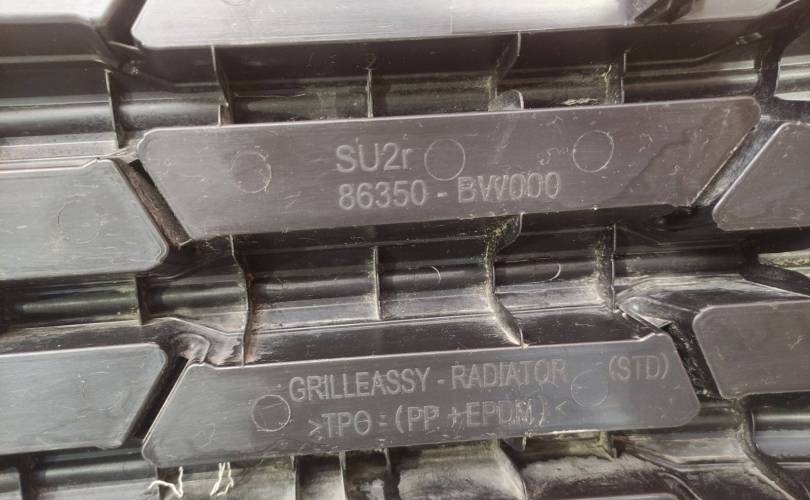 SU2r
86350 - BW000
GRILLEASSY - RADIATOR (STD)
>TPO = (PP + EPDM) <